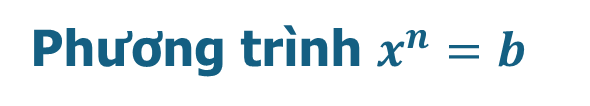 Phương trình xⁿ = b